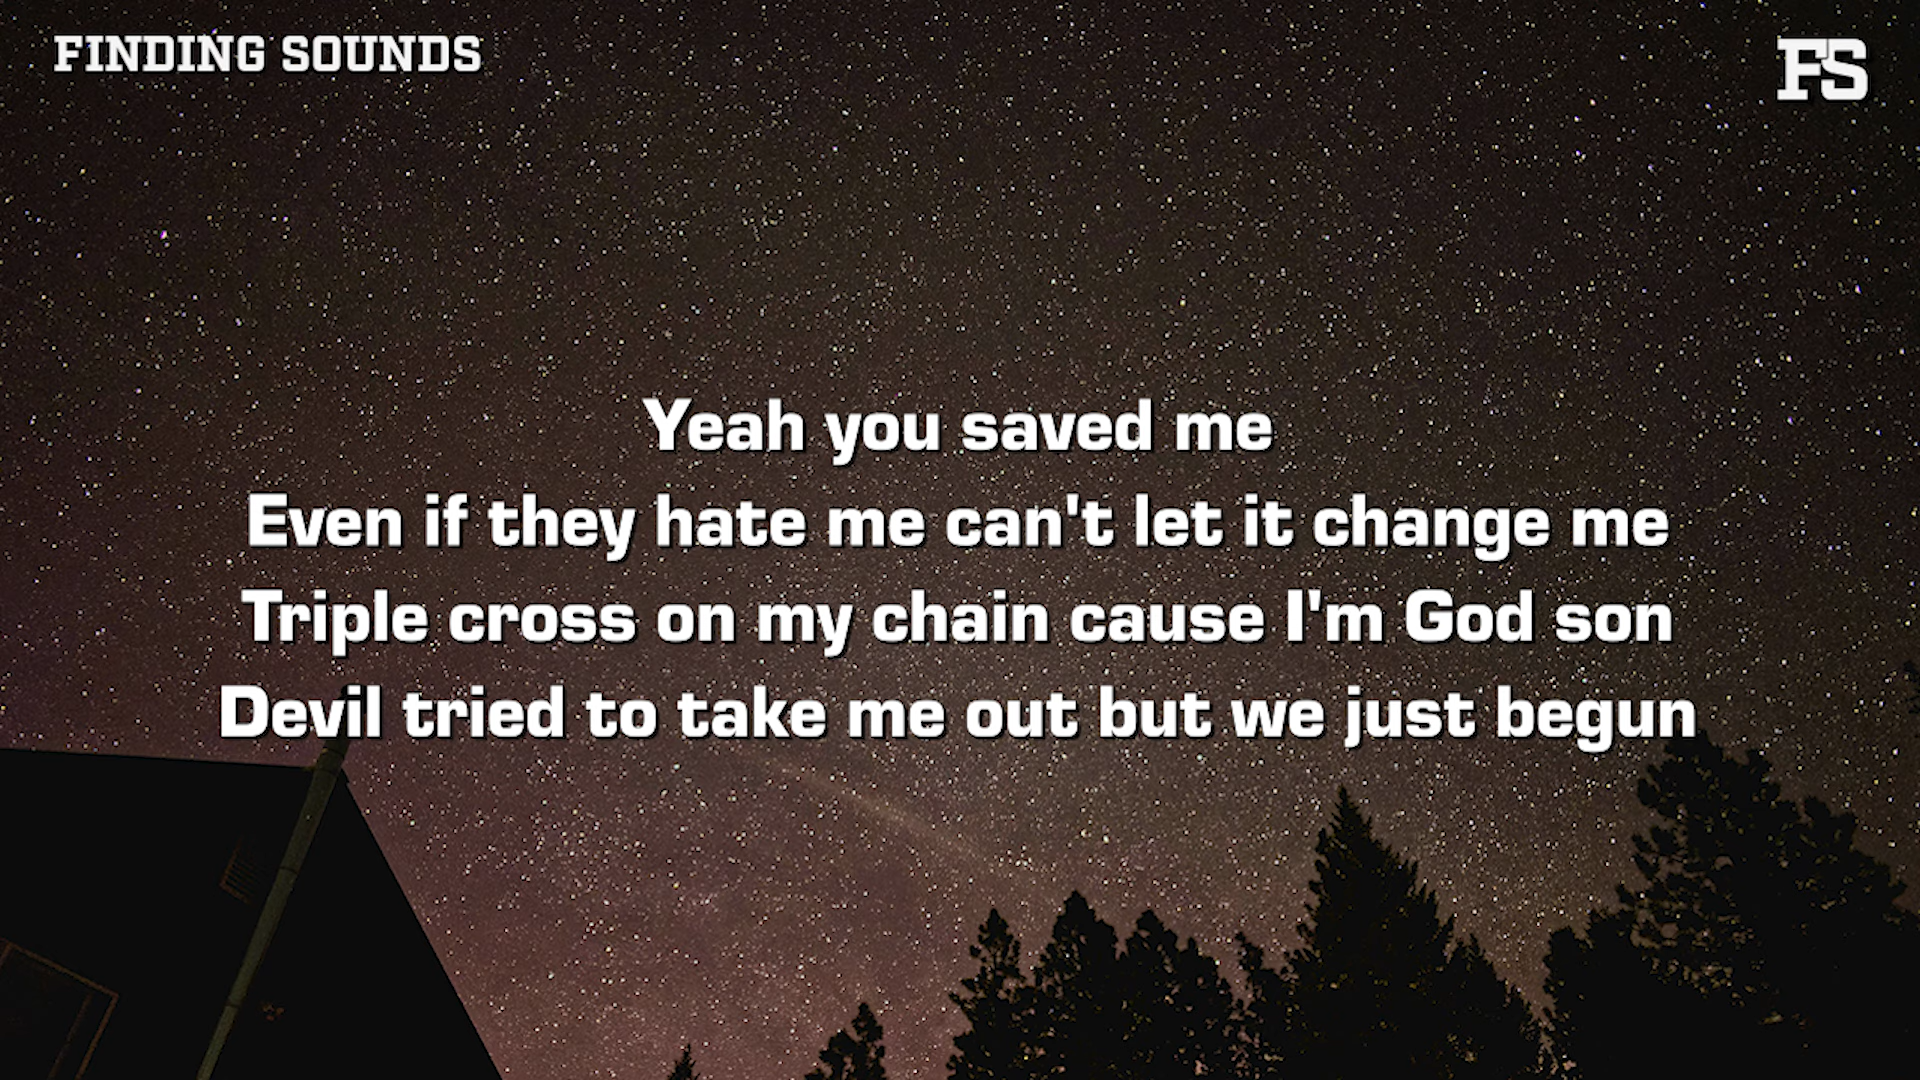 FINDING SOUNDS
FS
Yeah you saved me
Even if they hate me can't let it change me
Triple cross on my chain cause I'm God son
Devil tried to take me out but we just begun